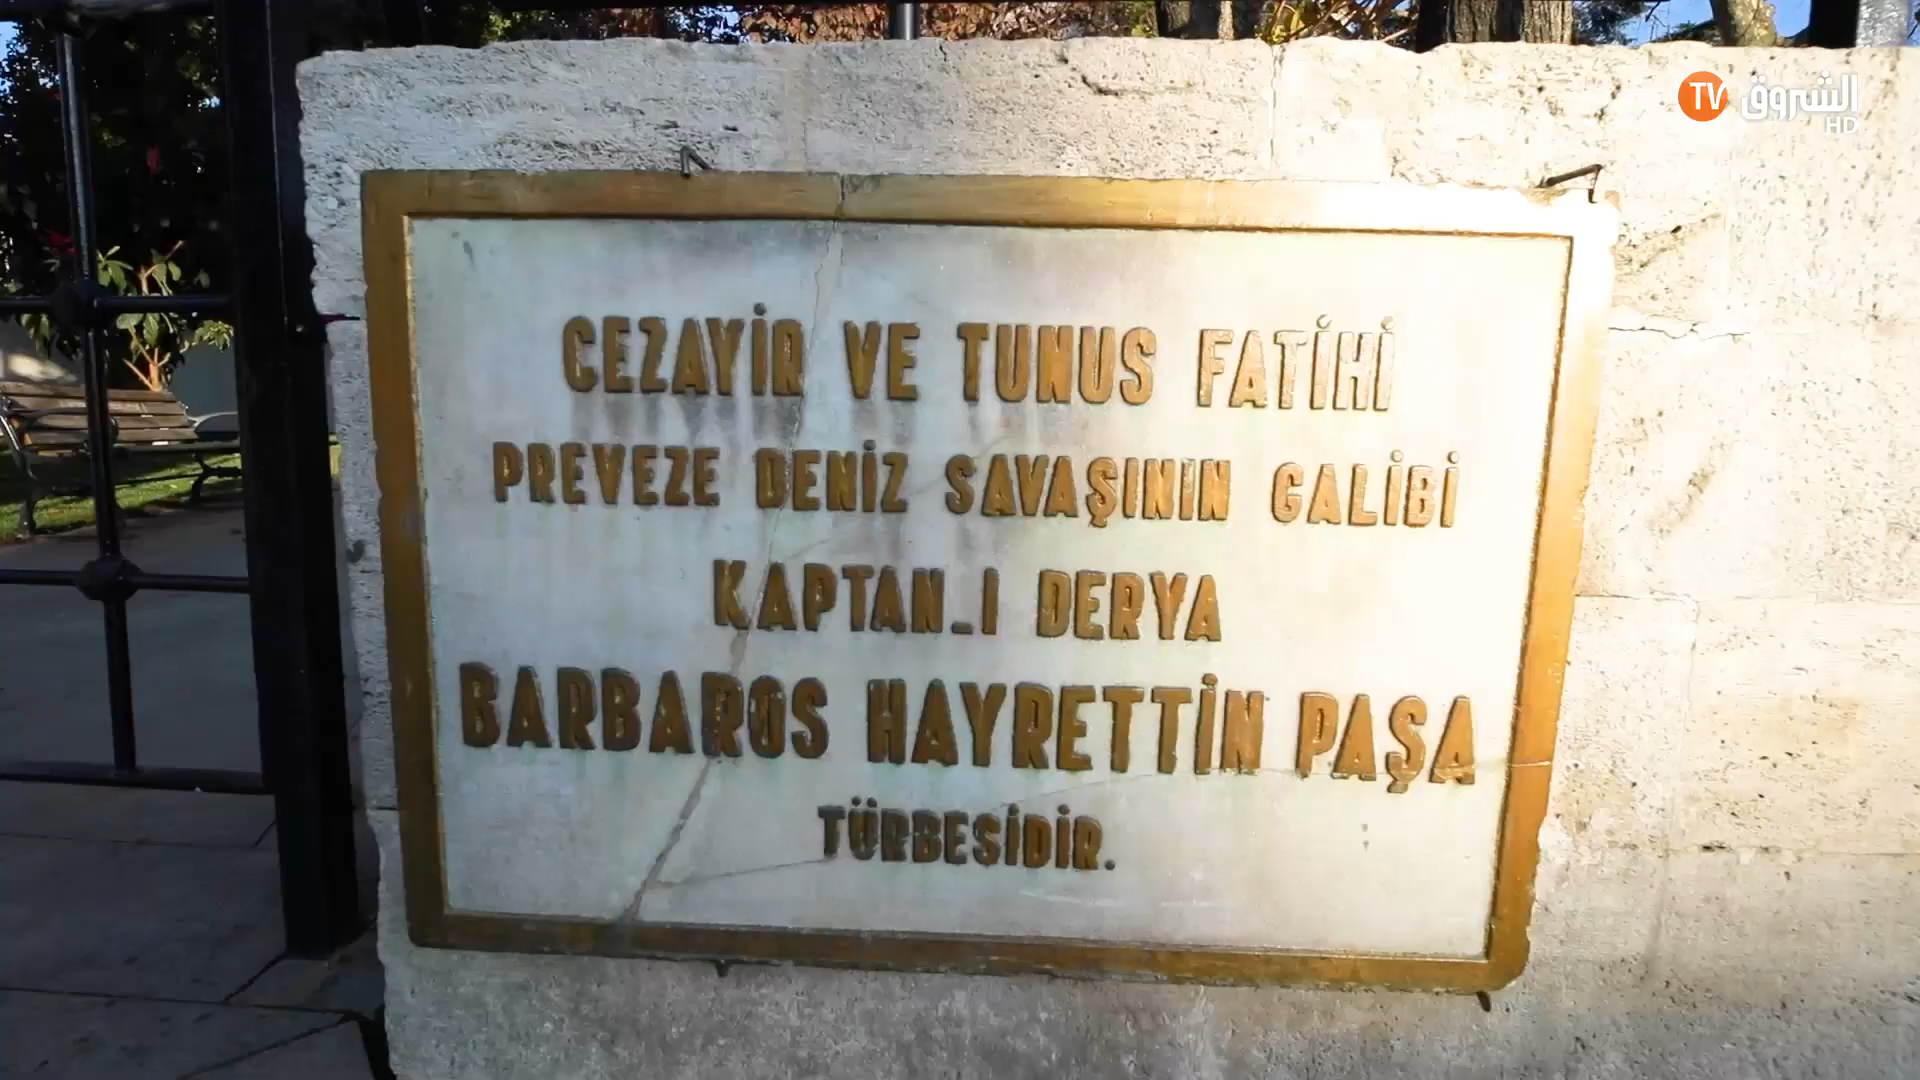 TV الشروق
HD
CEZAYİR VE TUNUS FATİHİ
PREVEZE DENİZ SAVAŞININ GALİBİ
KAPTAN_I DERYA
BARBAROS HAYRETTİN PAŞA
TÜRBESİDİR.